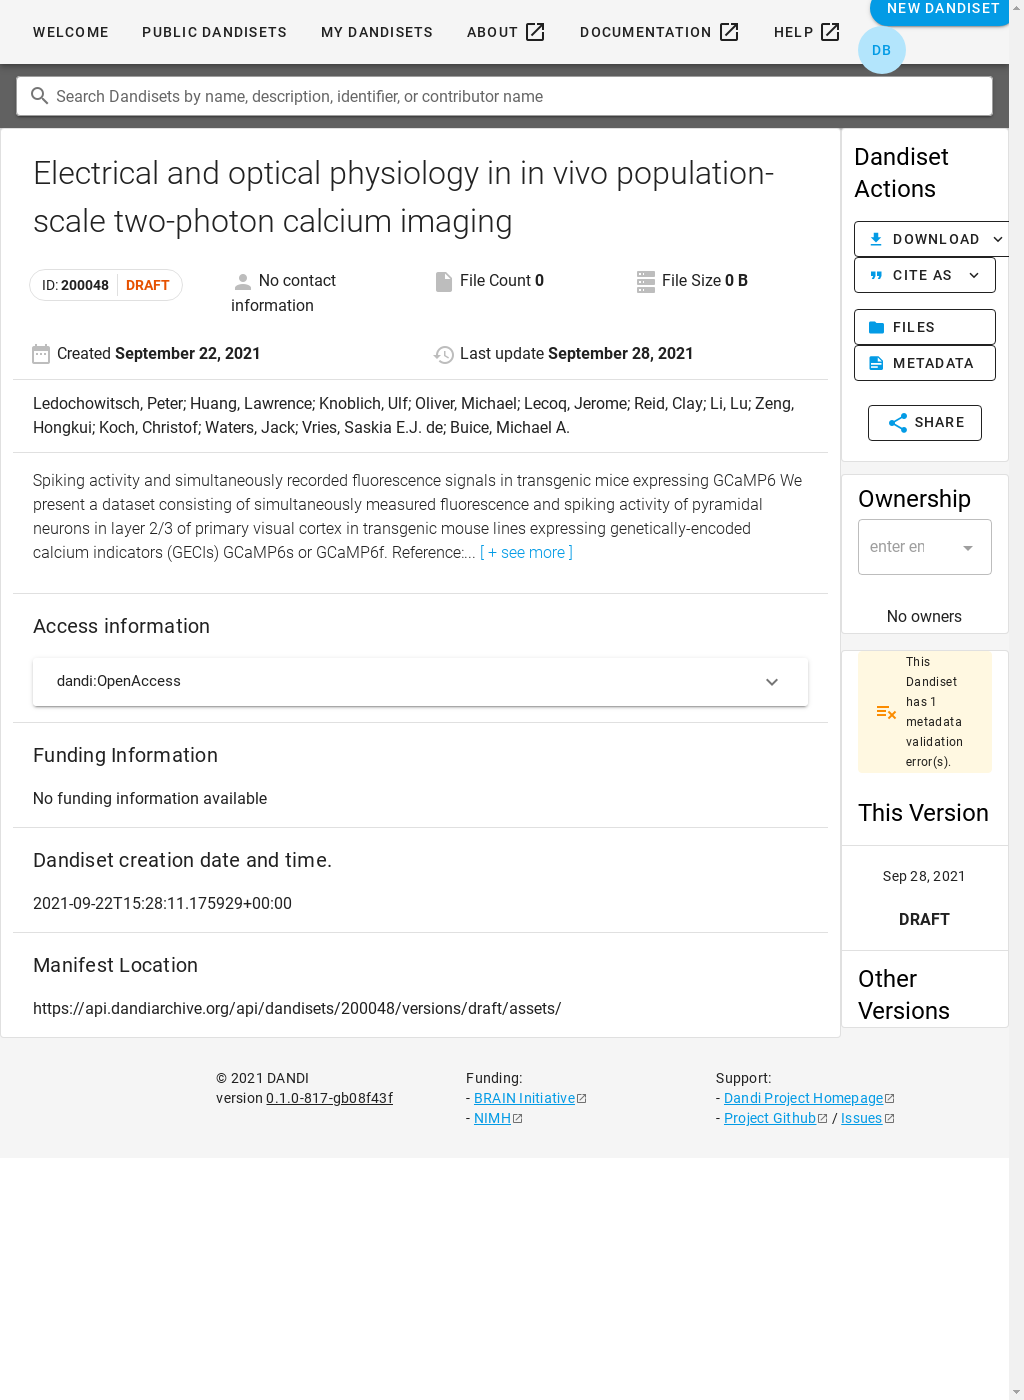 NEW DANDISET
WELCOME PUBLIC DANDISETS MY DANDISETS ABOUT DOCUMENTATION HELP
DB
Search Dandisets by name, description, identifier, or contributor name
Electrical and optical physiology in in vivo population-
scale two-photon calcium imaging
ID: 200048 DRAFT
No contact
information
File Count 0
File Size 0 B
Created September 22, 2021
Last update September 28, 2021
Ledochowitsch, Peter; Huang, Lawrence; Knoblich, Ulf; Oliver, Michael; Lecoq, Jerome; Reid, Clay; Li, Lu; Zeng,
Hongkui; Koch, Christof; Waters, Jack; Vries, Saskia E.J. de; Buice, Michael A.
Spiking activity and simultaneously recorded fluorescence signals in transgenic mice expressing GCaMP6 We
present a dataset consisting of simultaneously measured fluorescence and spiking activity of pyramidal
neurons in layer 2/3 of primary visual cortex in transgenic mouse lines expressing genetically-encoded
calcium indicators (GECIs) GCaMP6s or GCaMP6f. Reference:... [ + see more ]
Access information
dandi:OpenAccess
Funding Information
No funding information available
Dandiset creation date and time.
2021-09-22T15:28:11.175929+00:00
Manifest Location
https://api.dandiarchive.org/api/dandisets/200048/versions/draft/assets/
Dandiset
Actions
DOWNLOAD
CITE AS
FILES
METADATA
SHARE
Ownership
enter en
No owners
This
Dandiset
has 1
metadata
validation
error(s).
This Version
Sep 28, 2021
DRAFT
Other
Versions
© 2021 DANDI
version 0.1.0-817-gb08f43f
Funding:
- BRAIN Initiative
- NIMH
Support:
- Dandi Project Homepage
- Project Github / Issues